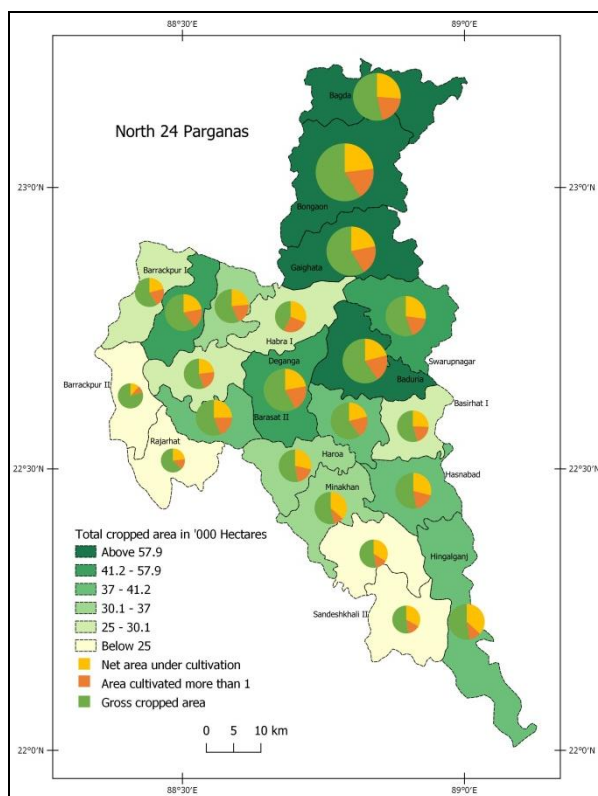 88°30'E 89°0'E
North 24 Parganas
Bagda
23°0'N 23°0'N
Bongaon
Gaighata
Barrackpur I
Habra I
Swarupnagar
Deganga
Baduria
Barrackpur II
Barasat II
Basirhat I
Rajarhat
22°30'N 22°30'N
Haroa
Hasnabad
Minakhan
Hingalganj
Sandeshkhali II
Total cropped area in '000 Hectares
Above 57.9
41.2 - 57.9
37 - 41.2
30.1 - 37
25 - 30.1
Below 25
Net area under cultivation
Area cultivated more than 1
Gross cropped area
0 5 10 km
22°0'N 22°0'N
88°30'E 89°0'E